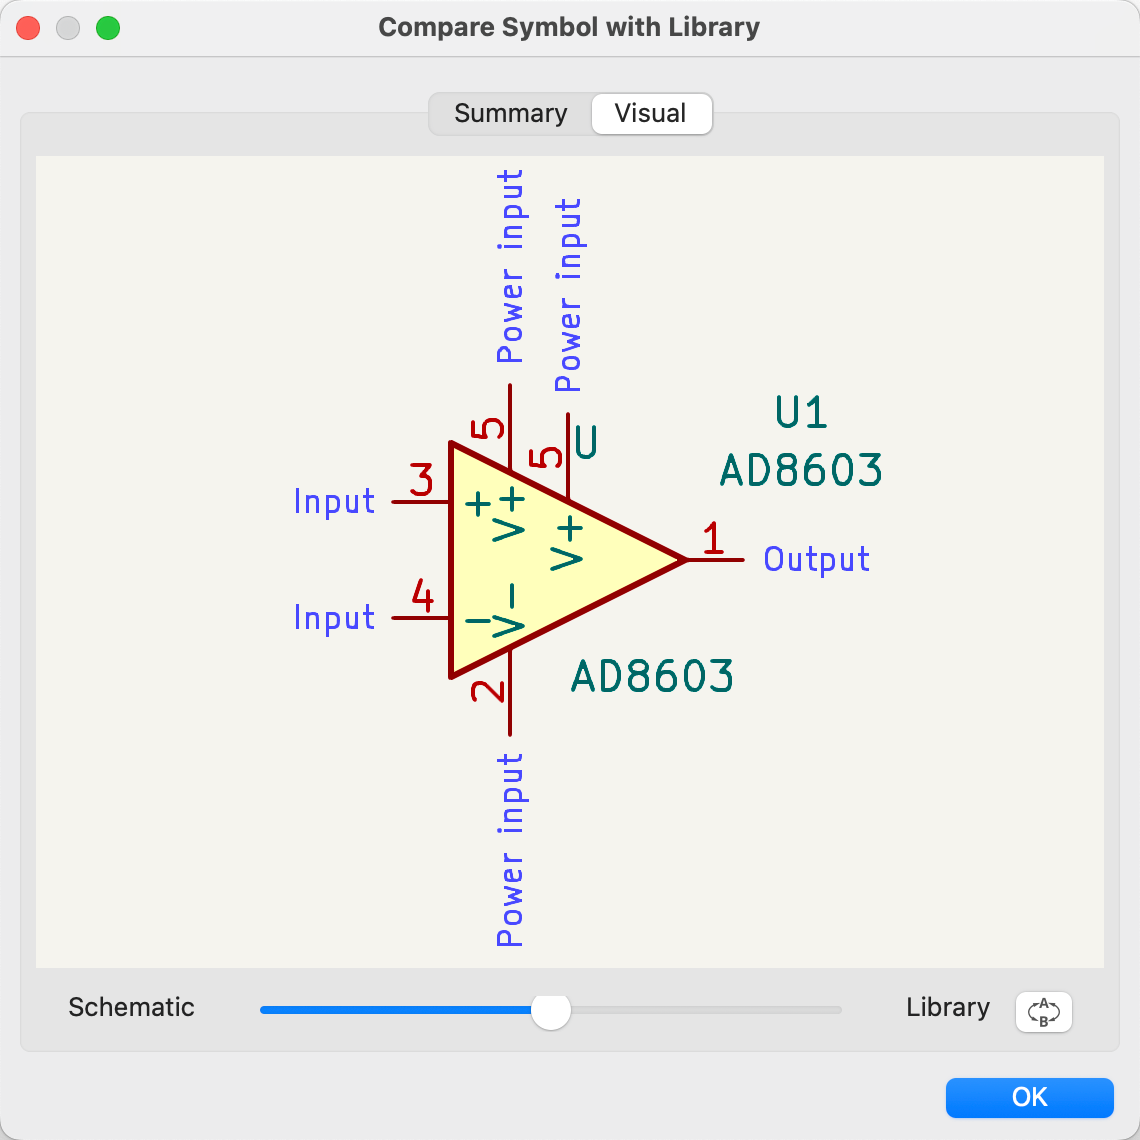 Compare Symbol with Library
Summary
Visual
Power input
Power input
5
5
U
U1
AD8603
3
Input
+
V+
V+
1
Output
4
Input
-
V-
2
AD8603
Power input
Schematic
Library
A
B
OK